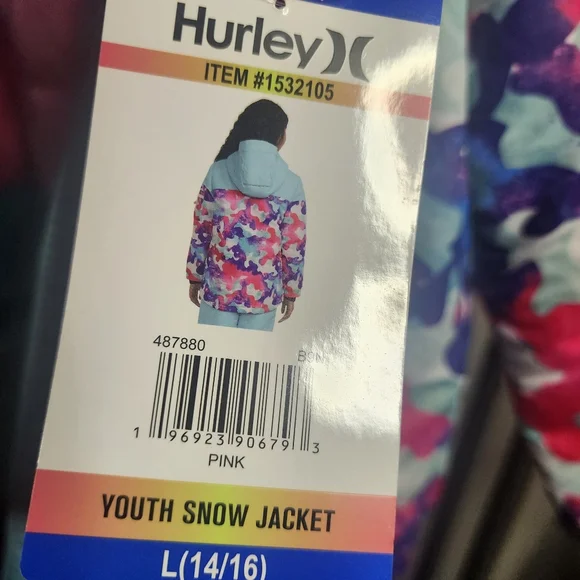 Hurley
ITEM #1532105
487880
1 96923 90679 3
PINK
YOUTH SNOW JACKET
L(14/16)